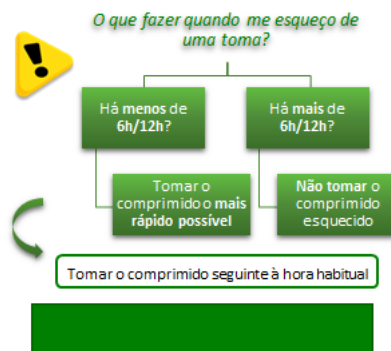 O que fazer quando me esqueço de
uma toma?
Há menos de
6h/12h?
Há mais de
6h/12h?
Tomar o
comprimido o mais
rápido possível
Não tomar o
comprimido
esquecido
Tomar o comprimido seguinte à hora habitual